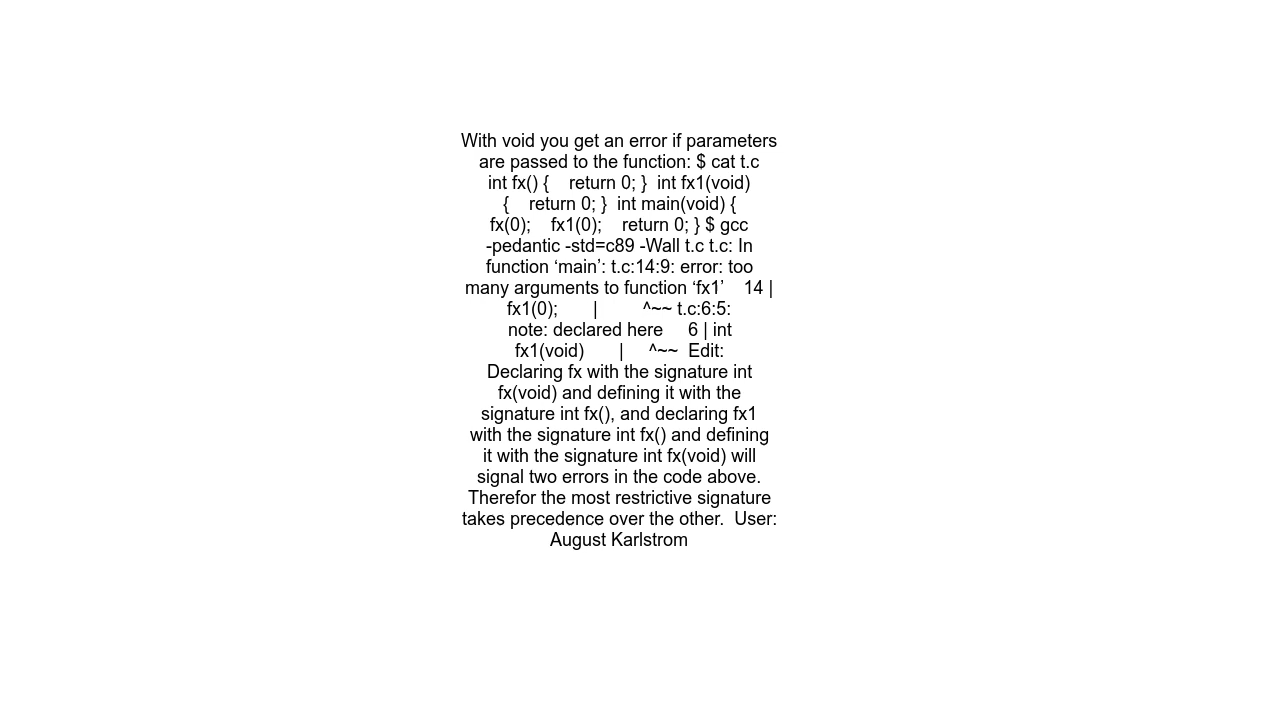 With void you get an error if parameters
are passed to the function: $ cat t.c
int fx() {    return 0; }  int fx1(void)
{    return 0; }  int main(void) {
fx(0);    fx1(0);    return 0; } $ gcc
-pedantic -std=c89 -Wall t.c t.c: In
function ‘main’: t.c:14:9: error: too
many arguments to function ‘fx1’    14 |
fx1(0);       |         ^~~ t.c:6:5:
note: declared here     6 | int
fx1(void)       |     ^~~  Edit:
Declaring fx with the signature int
fx(void) and defining it with the
signature int fx(), and declaring fx1
with the signature int fx() and defining
it with the signature int fx(void) will
signal two errors in the code above.
Therefor the most restrictive signature
takes precedence over the other.  User:
August Karlstrom